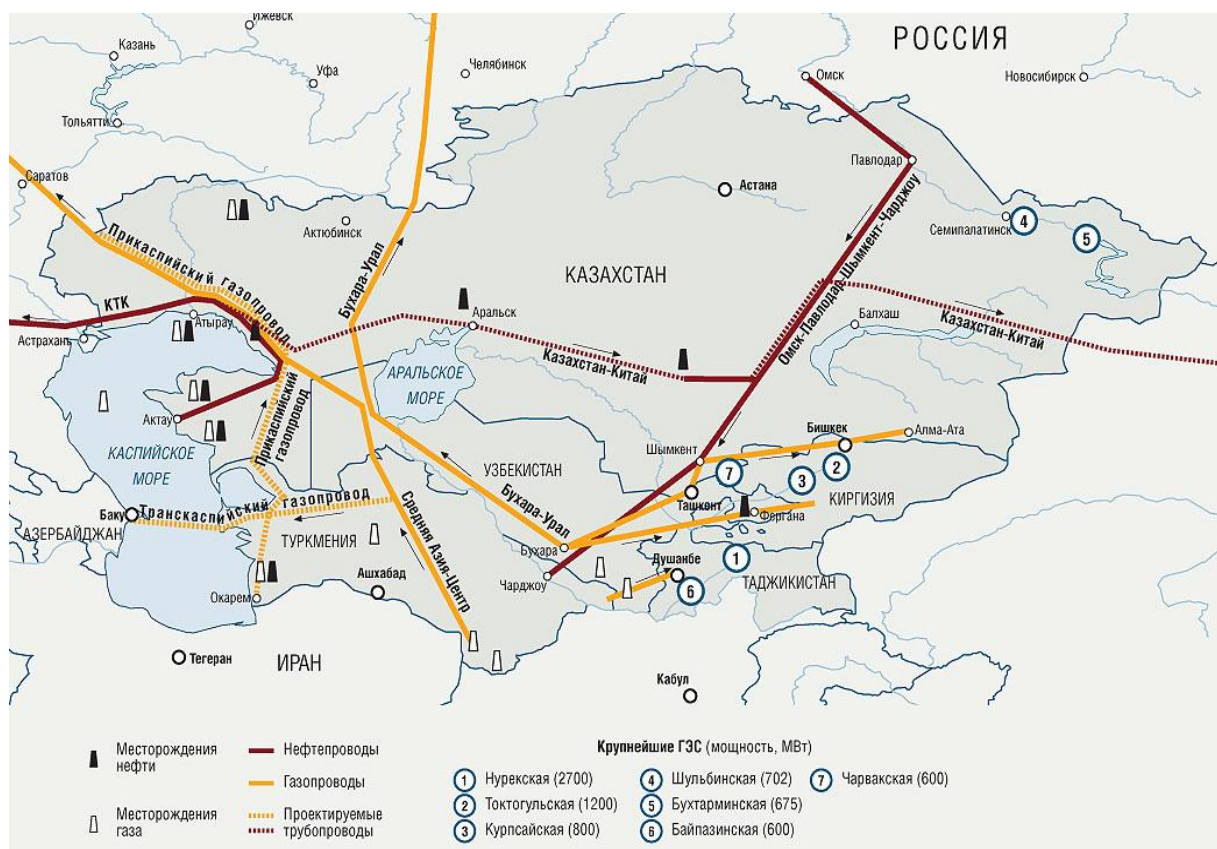 Ижевск
РОССИЯ
Казань
Уфа
Челябинск
Омск
Новосибирск
Тольятти
Павлодар
Саратов
Астана
Семипалатинск
4
5
Актюбинск
Прикаспийский газопровод
Бухара-Урал
КАЗАХСТАН
Омск-Павлодар-Шымкент-Чарджоу
КТК
Атырау
Аральск
Балхаш
Казахстан-Китай
Астрахань
Казахстан-Китай
АРАЛЬСКОЕ
МОРЕ
Актау
Прикаспийский
газопровод
Бишкек
Алма-Ата
КАСПИЙСКОЕ
МОРЕ
УЗБЕКИСТАН
Шымкент
7
3
2
КИРГИЗИЯ
Ташкент
Баку
Транскаспийский газопровод
Средняя Азия-Центр
Бухара-Урал
Фергана
АЗЕРБАЙДЖАН
ТУРКМЕНИЯ
Бухара
Душанбе
1
Ашхабад
Чарджоу
6
ТАДЖИКИСТАН
Окарем
Тегеран
ИРАН
Кабул
Месторождения
нефти
Месторождения
газа
Нефтепроводы
Газопроводы
Проектируемые
трубопроводы
Крупнейшие ГЭС (мощность, МВт)
1 Нурекская (2700)
2 Токтогульская (1200)
3 Курпсайская (800)
4 Шульбинская (702)
5 Бухтарминская (675)
6 Байпазинская (600)
7 Чарвакская (600)